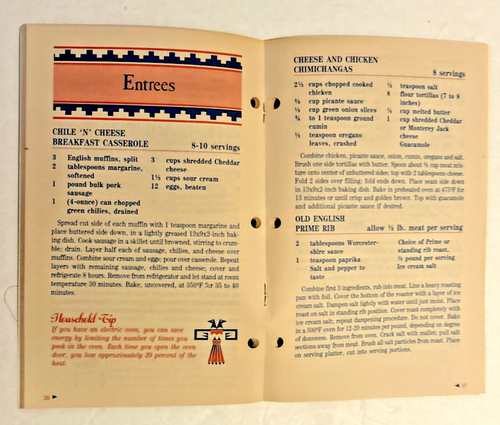 Entrees
CHILE 'N' CHEESE
BREAKFAST CASSEROLE 8-10 servings
3 English muffins, split
2 tablespoons margarine,
softened
1 pound bulk pork
sausage
1 (4-ounce) can chopped
green chilies, drained
3 cups shredded Cheddar
cheese
1½ cups sour cream
12 eggs, beaten
Spread cut side of each muffin with 1 teaspoon margarine and
place buttered side down, in a lightly greased 13x9x2-inch bak-
ing dish. Cook sausage in a skillet until browned, stirring to crum-
ble; drain. Layer half each of sausage, chilies, and cheese over
muffins. Combine sour cream and eggs; pour over casserole. Repeat
layers with remaining sausage, chilies and cheese; cover and
refrigerate 8 hours. Remove from refrigerator and let stand at room
temperature 30 minutes. Bake, uncovered, at 350°F for 35 to 40
minutes.
Household Tip
If you have an electric oven, you can save
energy by limiting the number of times you
peek in the oven. Each time you open the oven
door, you lose approximately 20 percent of the
heat.
26
CHEESE AND CHICKEN
CHIMICHANGAS 8 servings
2½ cups chopped cooked
chicken
⅔ cup picante sauce
cup green onion slices
¾ to 1 teaspoon ground
cumin
½ teaspoon oregano
leaves, crushed
½ teaspoon salt
8 flour tortillas (7 to 8
inches)
¼ cup melted butter
1 cup shredded Cheddar
or Monterey Jack
cheese
Guacamole
Combine chicken, picante sauce, onion, cumin, oregano and salt.
Brush one side tortillas with butter. Spoon about cup meat mix-
ture onto center of unbuttered sides; top with 2 tablespoons cheese.
Fold 2 sides over filling; fold ends down. Place seam side down
in 13x9x2-inch baking dish. Bake in preheated oven at 475°F for
13 minutes or until crisp and golden brown. Top with guacamole
and additional picante sauce if desired.
OLD ENGLISH
PRIME RIB allow ½ lb. meat per serving
2 tablespoons Worcester-
shire sauce
1 teaspoon paprika
Salt and pepper to
taste
Choice of Prime or
standing rib roast,
½ pound per serving
Ice cream salt
Combine first 3 ingredients, rub into meat. Line a heavy roasting
pan with foil. Cover the bottom of the roaster with a layer of ice
cream salt. Dampen salt lightly with water until just moist. Place
roast on salt in standing rib position. Cover roast completely with
ice cream salt; repeat dampening procedure. Do not cover. Bake
in a 500°F oven for 12-20 minutes per pound, depending on degree
of doneness. Remove from oven. Crack salt with mallet; pull salt
sections away from meat. Brush all salt particles from roast. Place
on serving platter, cut into serving portions.
27